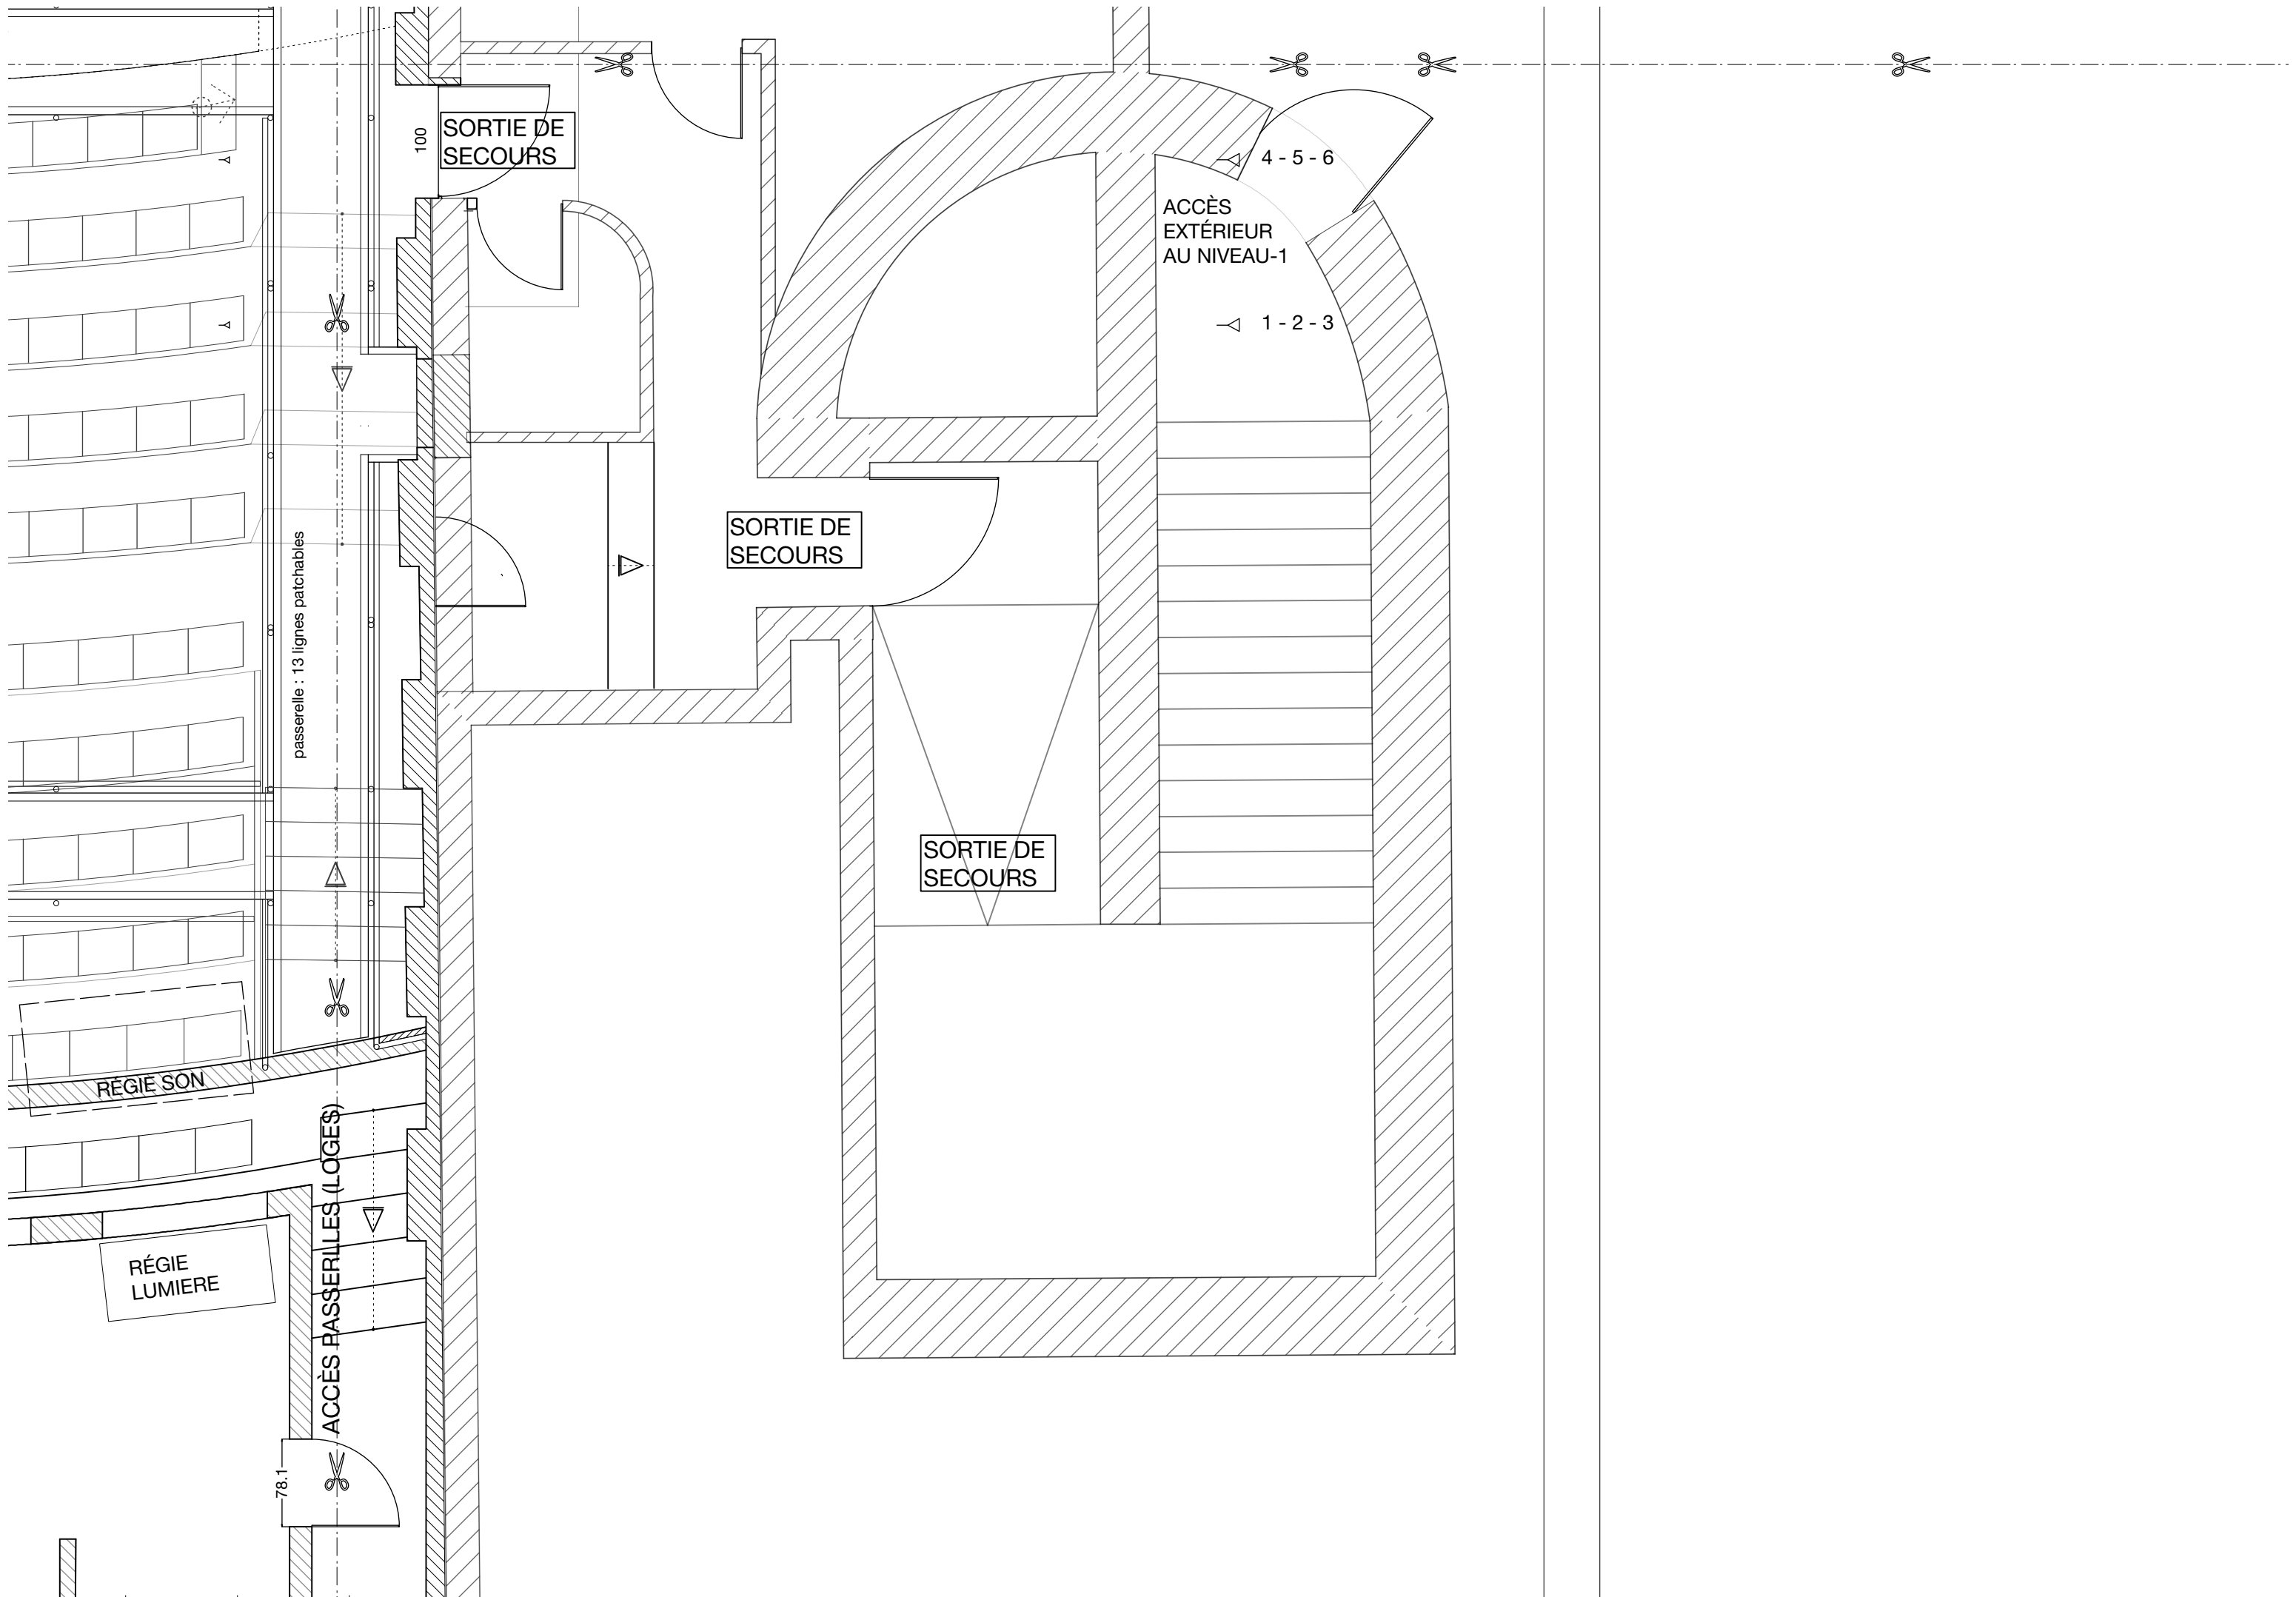 100
SORTIE DE
SECOURS
4 - 5 - 6
ACCÈS
EXTÉRIEUR
AU NIVEAU-1
1 - 2 - 3
passerelle : 13 lignes patchables
SORTIE DE
SECOURS
SORTIE DE
SECOURS
RÉGIE SON
ACCÈS PASSERLLES (LOGES)
RÉGIE
LUMIERE
78.1